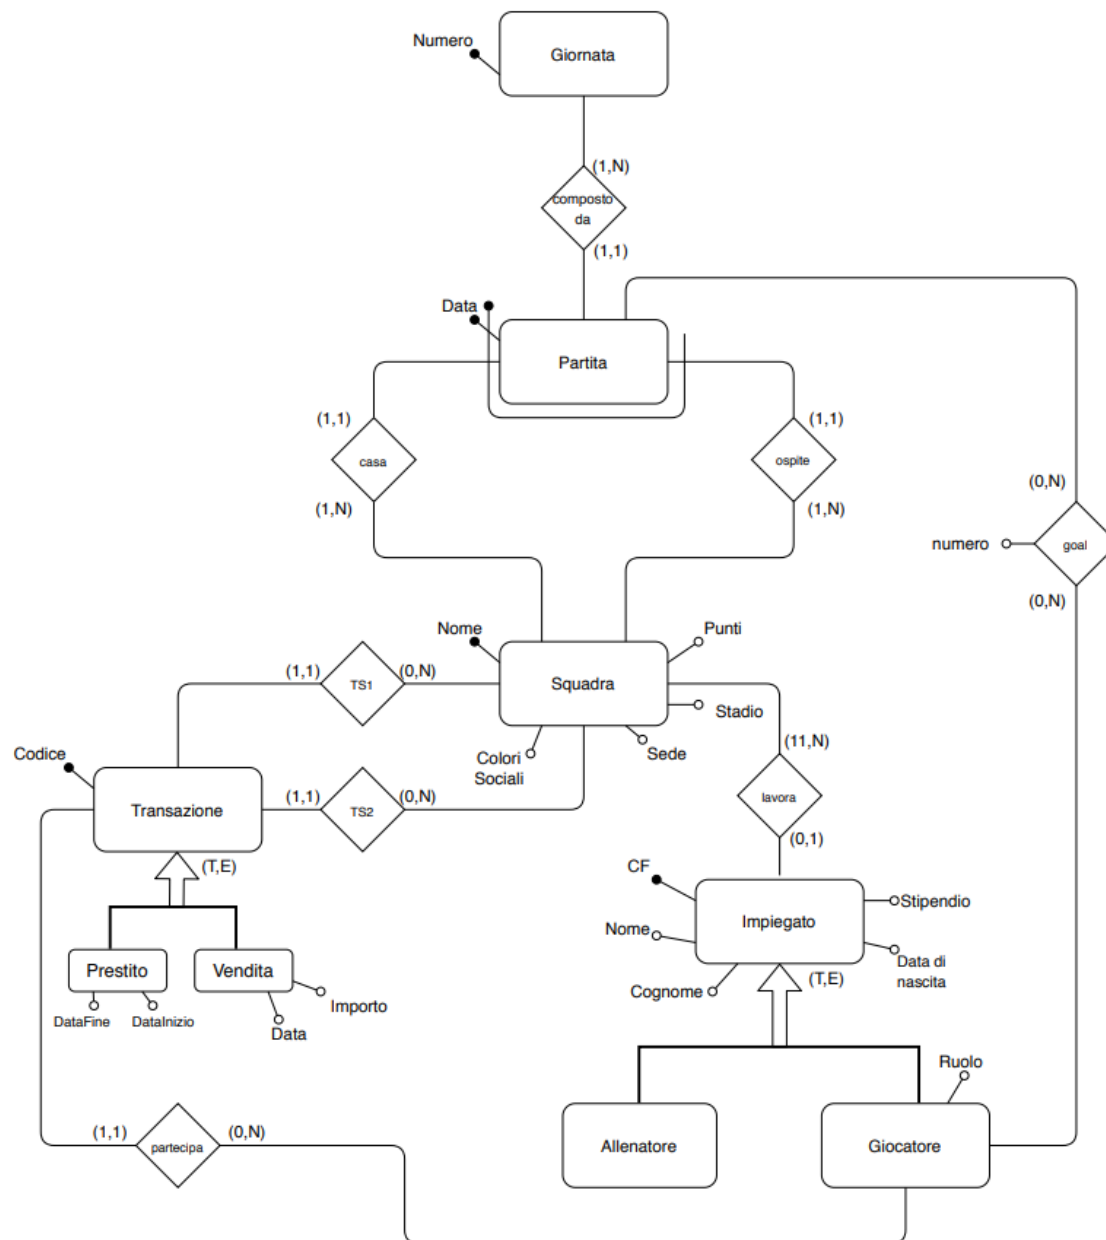 Numero
Giornata
(1,N)
composto
da
(1,1)
Data
Partita
(1,1)
casa
(1,N)
(1,1)
ospite
(1,N)
(0,N)
numero
goal
(0,N)
Nome
Punti
Squadra
Stadio
Sede
Colori
Sociali
(1,1)
TS1
(0,N)
Codice
Transazione
(1,1)
TS2
(0,N)
(11,N)
lavora
(0,1)
(T,E)
Prestito
Vendita
DataFine
DataInizio
Importo
Data
CF
Impiegato
Stipendio
Nome
Data di
nascita
Cognome
(T,E)
Ruolo
Allenatore
Giocatore
(1,1)
partecipa
(0,N)